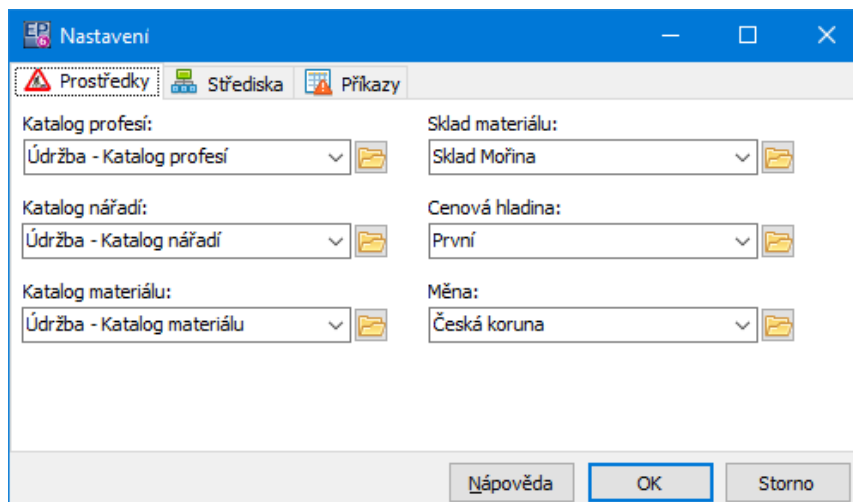 EP6 Nastavení
Prostředky Střediska Příkazy
Katalog profesí: Sklad materiálu:
Údržba - Katalog profesí Sklad Mořina
Katalog nářadí: Cenová hladina:
Údržba - Katalog nářadí První
Katalog materiálu: Měna:
Údržba - Katalog materiálu Česká koruna
Nápověda OK Storno